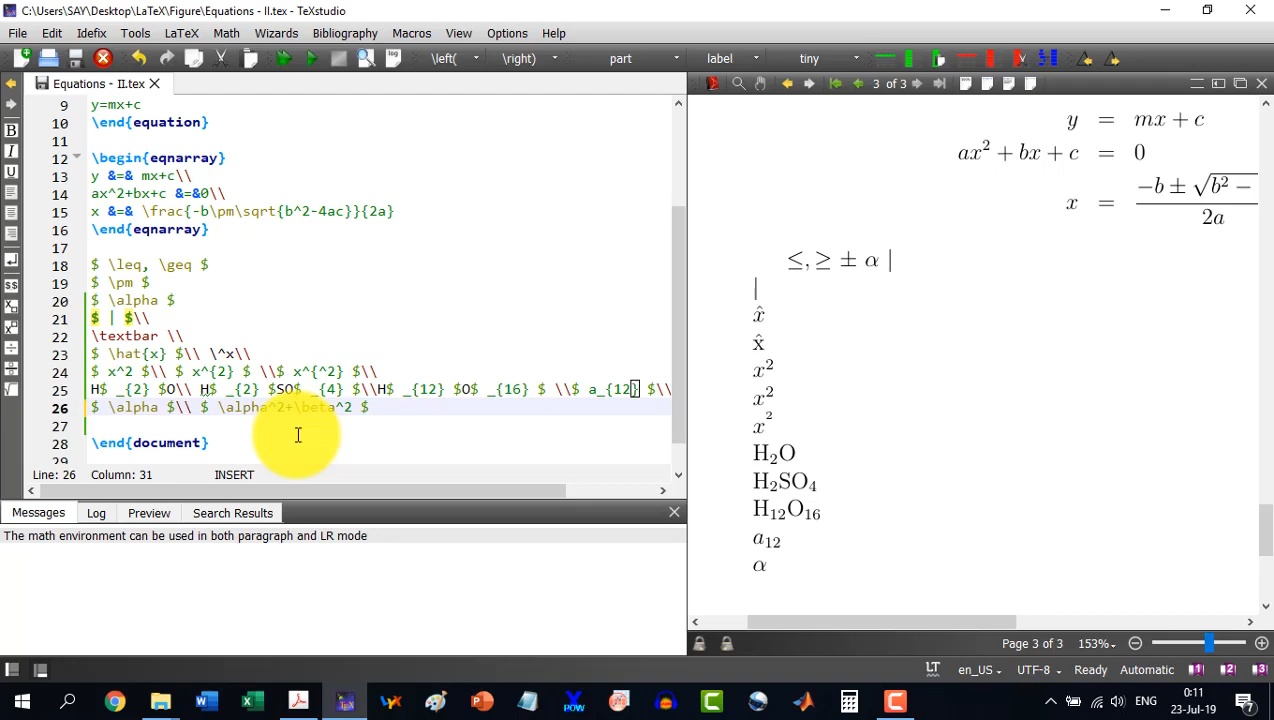 C:\Users\SAY\Desktop\LaTeX\Figure\Equations - II.tex - TeXstudio
File Edit Idefix Tools LaTeX Math Wizards Bibliography Macros View Options Help
\left( \right) part label tiny
Equations - II.tex
3 of 3
9 y=mx+c
10 \end{equation}
11
12 \begin{eqnarray}
13 y &=& mx+c\\
14 ax^2+bx+c &=&0\\
15 x &=& \frac{-b\pm\sqrt{b^2-4ac}}{2a}
16 \end{eqnarray}
17
18 $ \leq, \geq $
19 $ \pm $
20 $ \alpha $
21 $ | $\\
22 \textbar \\
23 $ \hat{x} $\\ \^x\\
24 $ x^2 $\\ $ x^{2} $ \\$ x^{^2} $\\
25 H$ _{2} $O\\ H$ _{2} $SO$ _{4} $\\H$ _{12} $O$ _{16} $ \\$ a_{12} $\\
26 $ \alpha $\\ $ \alpha^2+\beta^2 $
27
28 \end{document}
29
Line: 26 Column: 31 INSERT
Messages Log Preview Search Results
The math environment can be used in both paragraph and LR mode
y = mx + c
ax² + bx + c = 0
x = −b ± √b² − / 2a
≤, ≥ ± α |
|
x̂
x̂
x²
x²
x²
H₂O
H₂SO₄
H₁₂O₁₆
a₁₂
α
Page 3 of 3 153%
LT en_US UTF-8 Ready Automatic 1 2 3
ENG 0:11
23-Jul-19 7